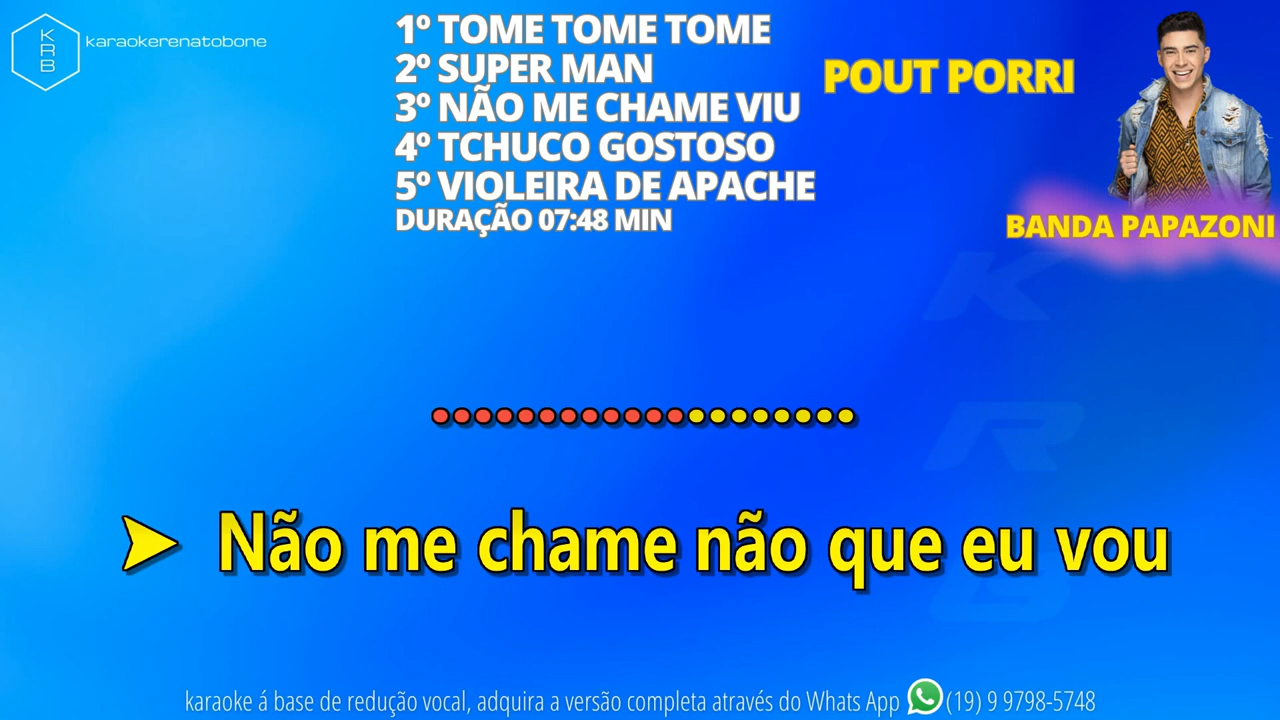 KRB
karaokerenatobone
1º TOME TOME TOME
2º SUPER MAN
3º NÃO ME CHAME VIU
4º TCHUCO GOSTOSO
5º VIOLEIRA DE APACHE
DURAÇÃO 07:48 MIN
POUT PORRI
BANDA PAPAZONI
K
R
B
➤ Não me chame não que eu vou
karaoke á base de redução vocal, adquira a versão completa através do Whats App (19) 9 9798-5748